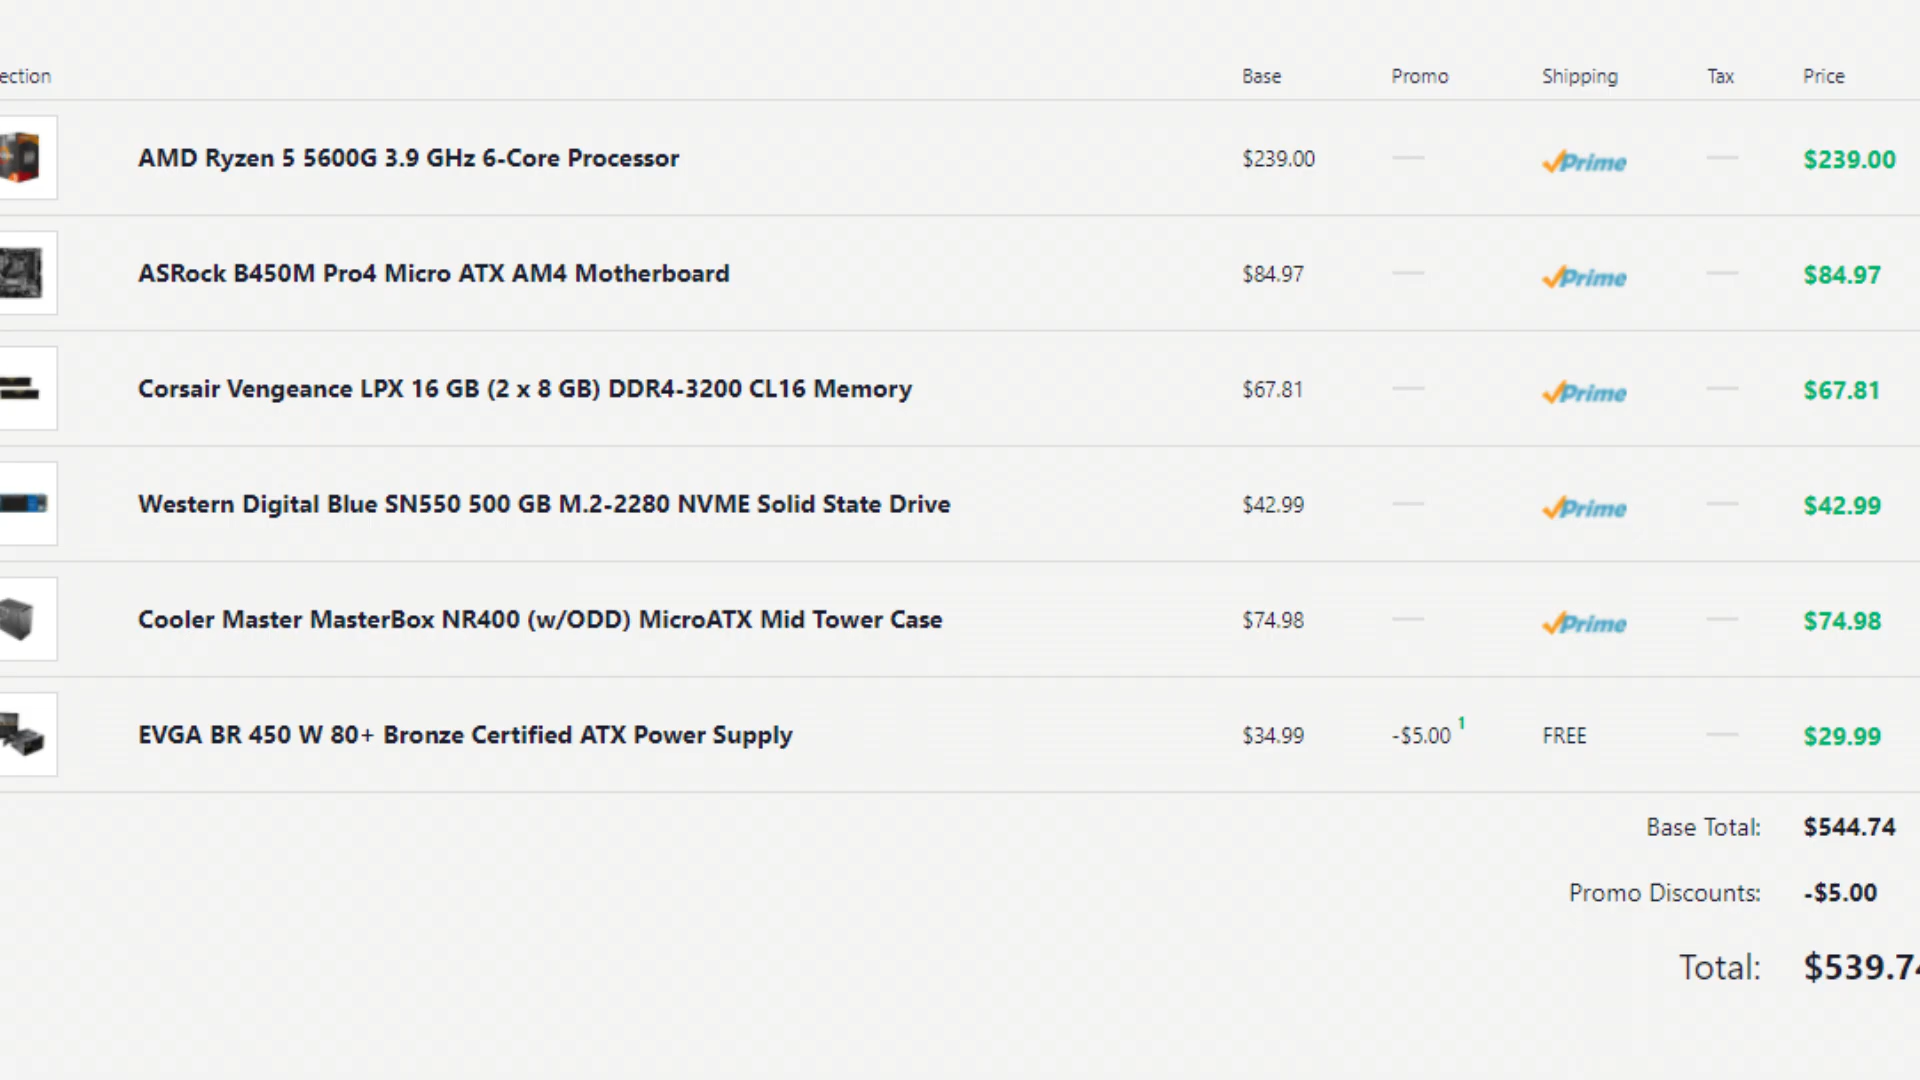 ection Base Promo Shipping Tax Price
AMD Ryzen 5 5600G 3.9 GHz 6-Core Processor $239.00 — Prime — $239.00
ASRock B450M Pro4 Micro ATX AM4 Motherboard $84.97 — Prime — $84.97
Corsair Vengeance LPX 16 GB (2 x 8 GB) DDR4-3200 CL16 Memory $67.81 — Prime — $67.81
Western Digital Blue SN550 500 GB M.2-2280 NVME Solid State Drive $42.99 — Prime — $42.99
Cooler Master MasterBox NR400 (w/ODD) MicroATX Mid Tower Case $74.98 — Prime — $74.98
EVGA BR 450 W 80+ Bronze Certified ATX Power Supply $34.99 -$5.00 1 FREE — $29.99
Base Total: $544.74
Promo Discounts: -$5.00
Total: $539.74